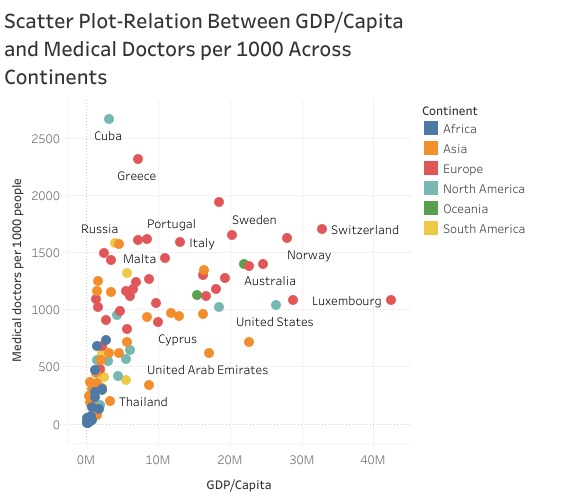 Scatter Plot-Relation Between GDP/Capita
and Medical Doctors per 1000 Across
Continents
Continent
Africa
Asia
Europe
North America
Oceania
South America
Medical doctors per 1000 people
2500
2000
1500
1000
500
0
Cuba
Greece
Russia
Portugal
Sweden
Switzerland
Italy
Malta
Norway
Australia
Luxembourg
United States
Cyprus
United Arab Emirates
Thailand
0M
10M
20M
30M
40M
GDP/Capita